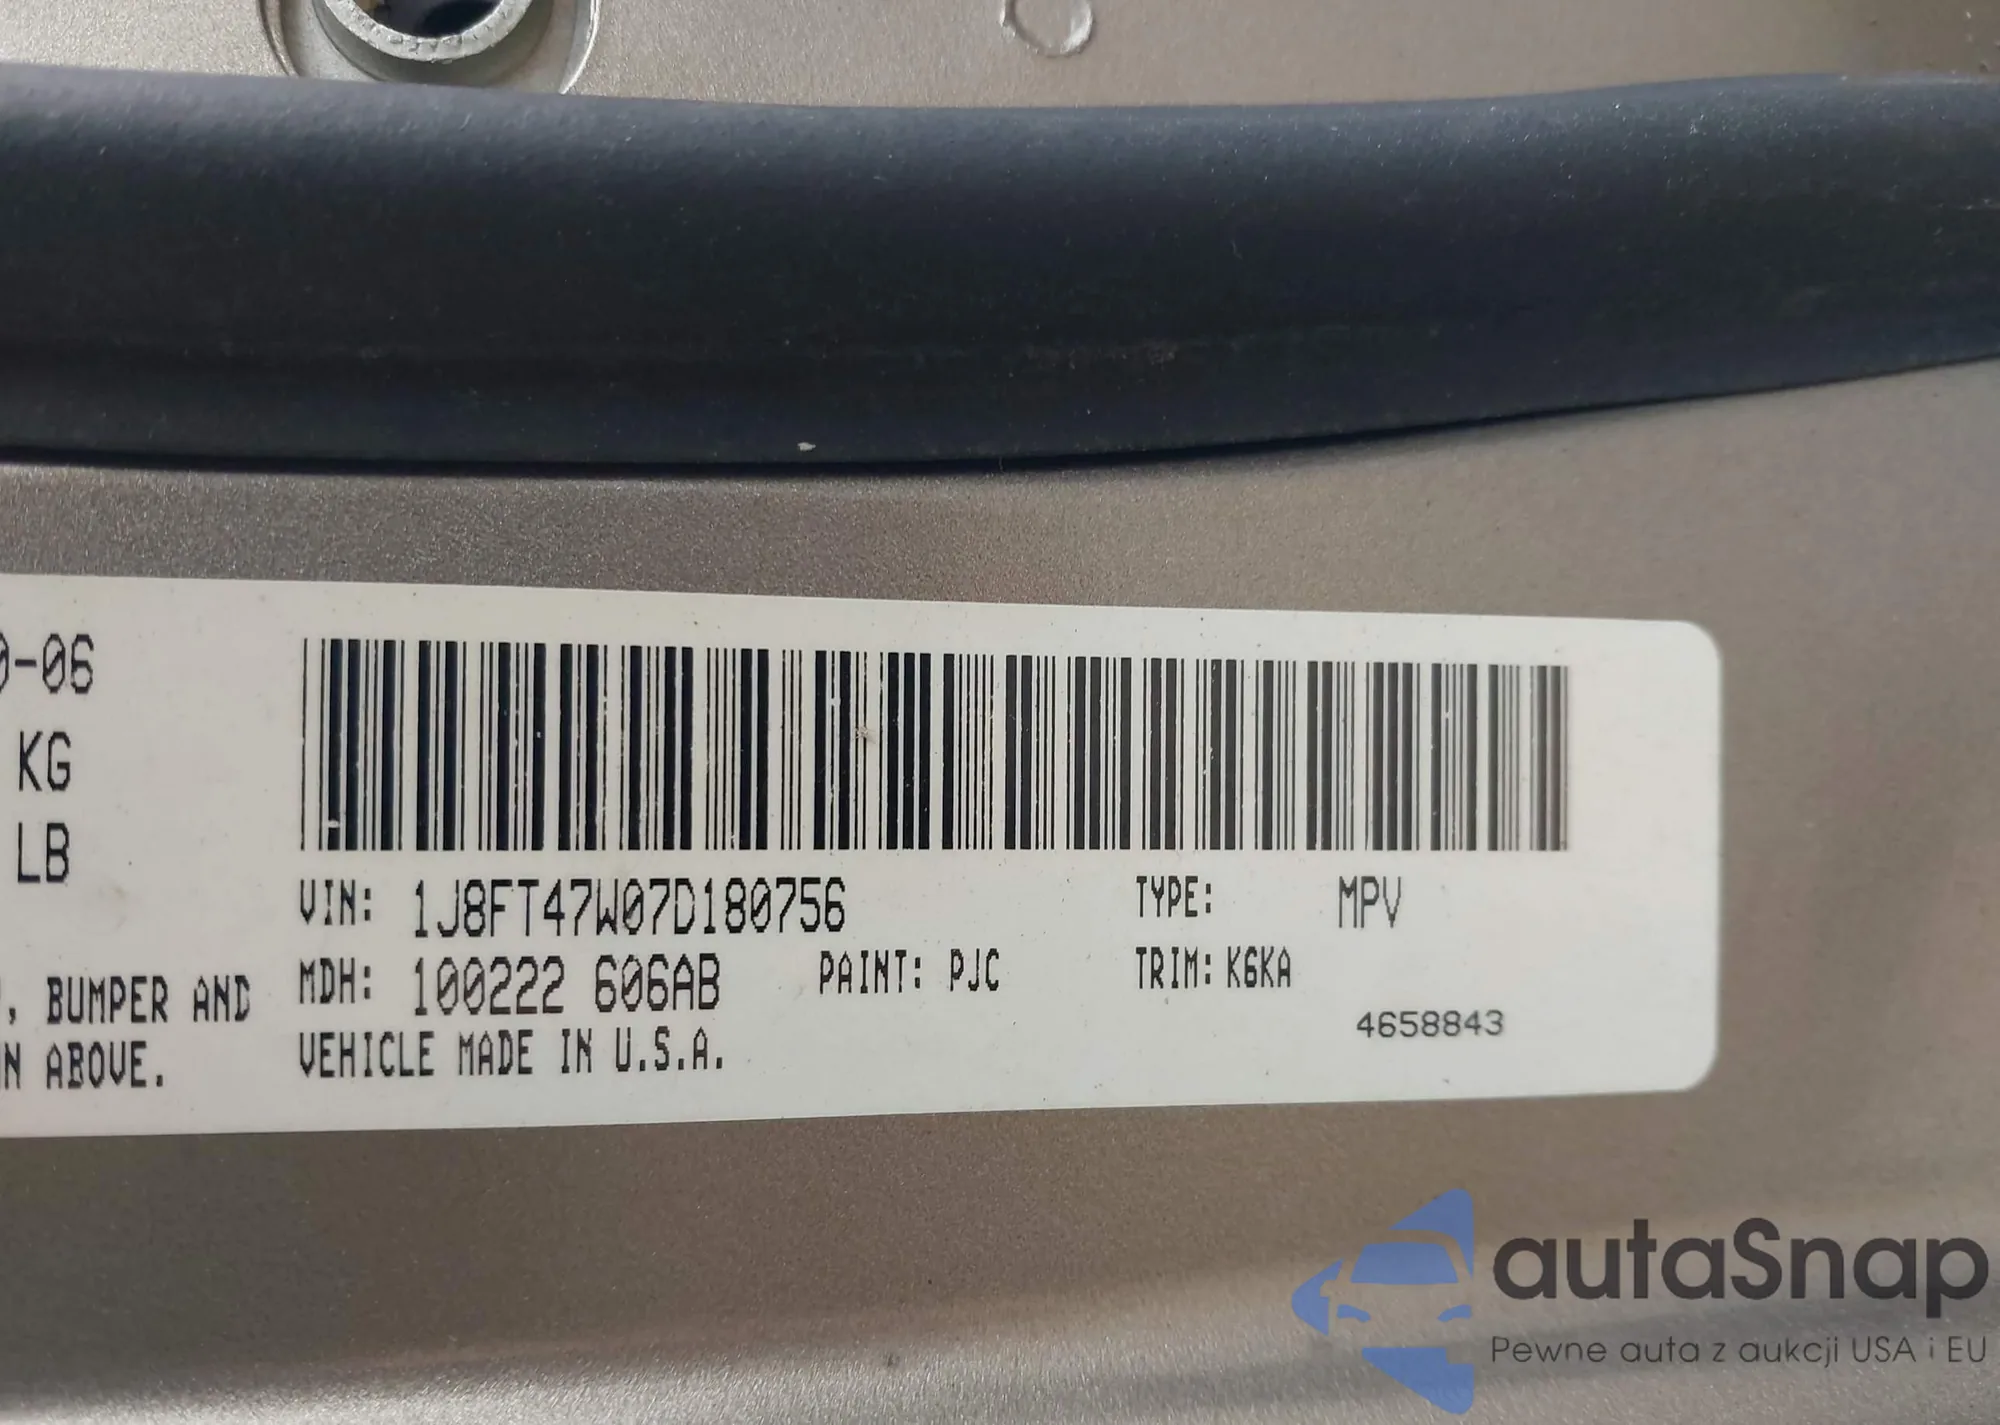 0-06
KG
LB
VIN: 1J8FT47W07D180756
TYPE: MPV
MDH: 100222 606AB
PAINT: PJC
TRIM: K6KA
, BUMPER AND
4658843
N ABOVE.
VEHICLE MADE IN U.S.A.
autaSnap
Pewne auta z aukcji USA i EU